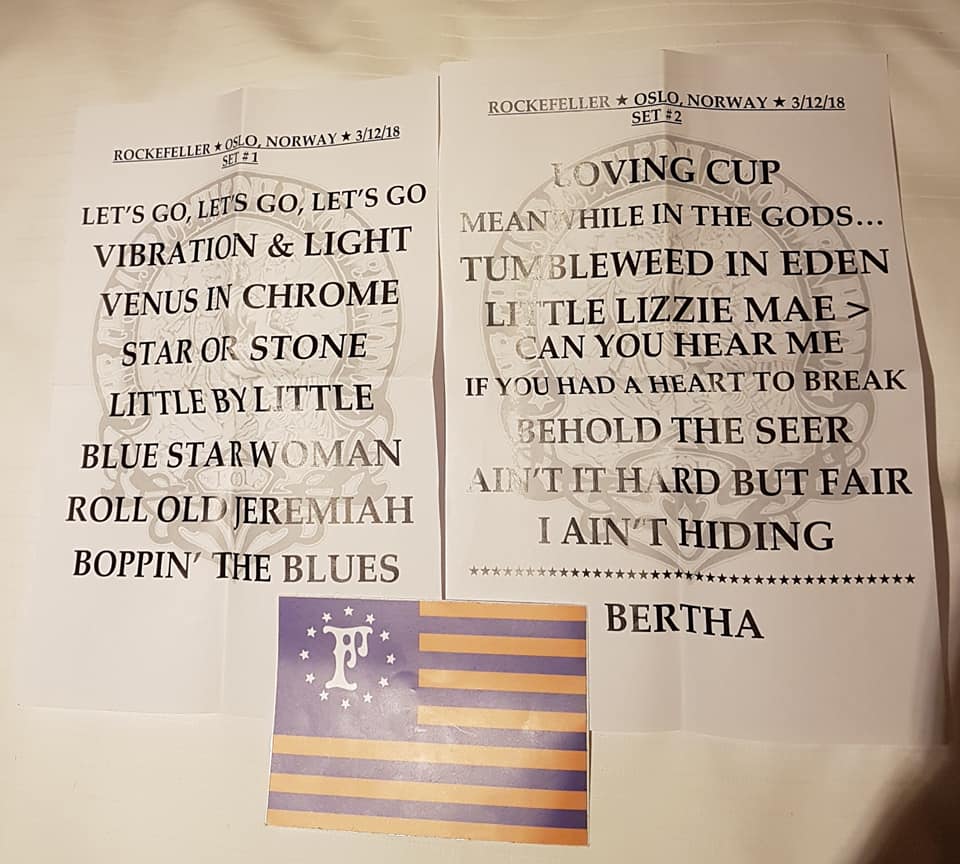 ROCKEFELLER ★ OSLO, NORWAY ★ 3/12/18
SET #1
LET'S GO, LET'S GO, LET'S GO
VIBRATION & LIGHT
VENUS IN CHROME
STAR OR STONE
LITTLE BY LITTLE
BLUE STAR WOMAN
ROLL OLD JEREMIAH
BOPPIN' THE BLUES
ROCKEFELLER ★ OSLO, NORWAY ★ 3/12/18
SET #2
LOVING CUP
MEANWHILE IN THE GODS...
TUMBLEWEED IN EDEN
LITTLE LIZZIE MAE >
CAN YOU HEAR ME
IF YOU HAD A HEART TO BREAK
BEHOLD THE SEER
AIN'T IT HARD BUT FAIR
I AIN'T HIDING
★★★★★★★★★★★★★★★★★★★★★★★★★★★★★★★★★★★★★★★
BERTHA
F